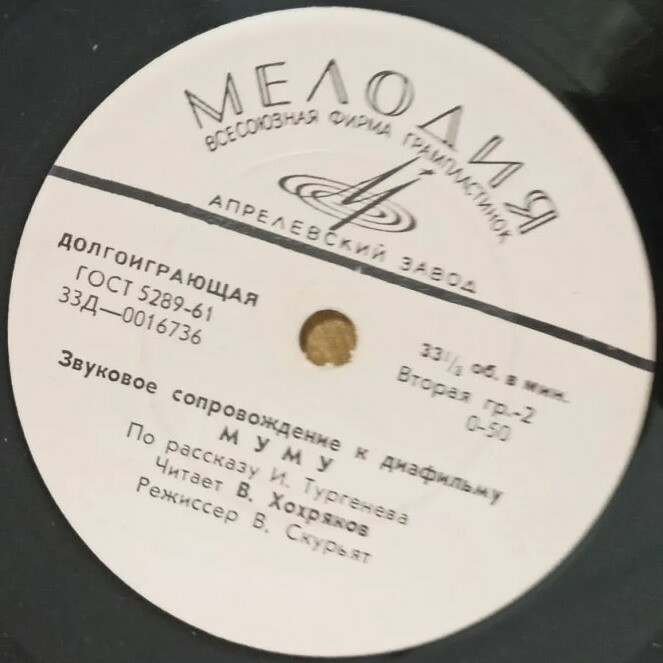 МЕЛОДИЯ
ВСЕСОЮЗНАЯ ФИРМА ГРАМПЛАСТИНОК
АПРЕЛЕВСКИЙ ЗАВОД
ДОЛГОИГРАЮЩАЯ
ГОСТ 5289-61
33Д—0016736
33⅓ об. в мин.
Вторая гр.-2
0-50
Звуковое сопровождение к диафильму
МУМУ
По рассказу И. Тургенева
Читает В. Хохряков
Режиссер В. Скурьят